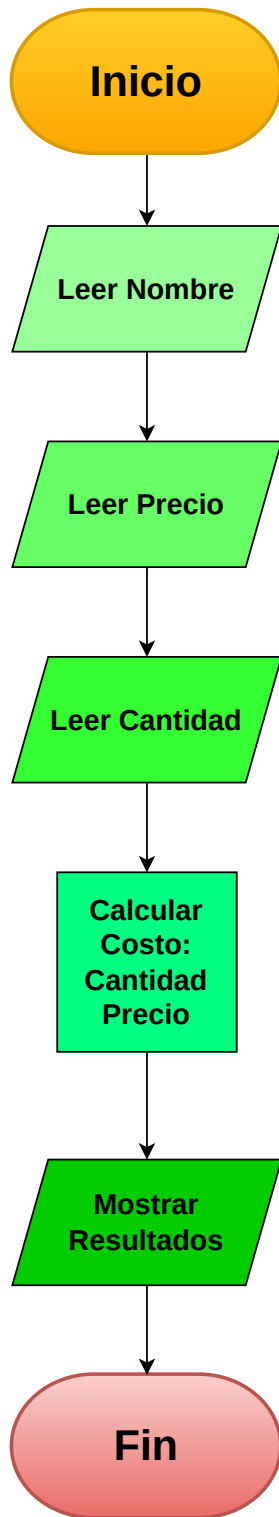 Inicio
Leer Nombre
Leer Precio
Leer Cantidad
Calcular
Costo:
Cantidad
Precio
Mostrar
Resultados
Fin